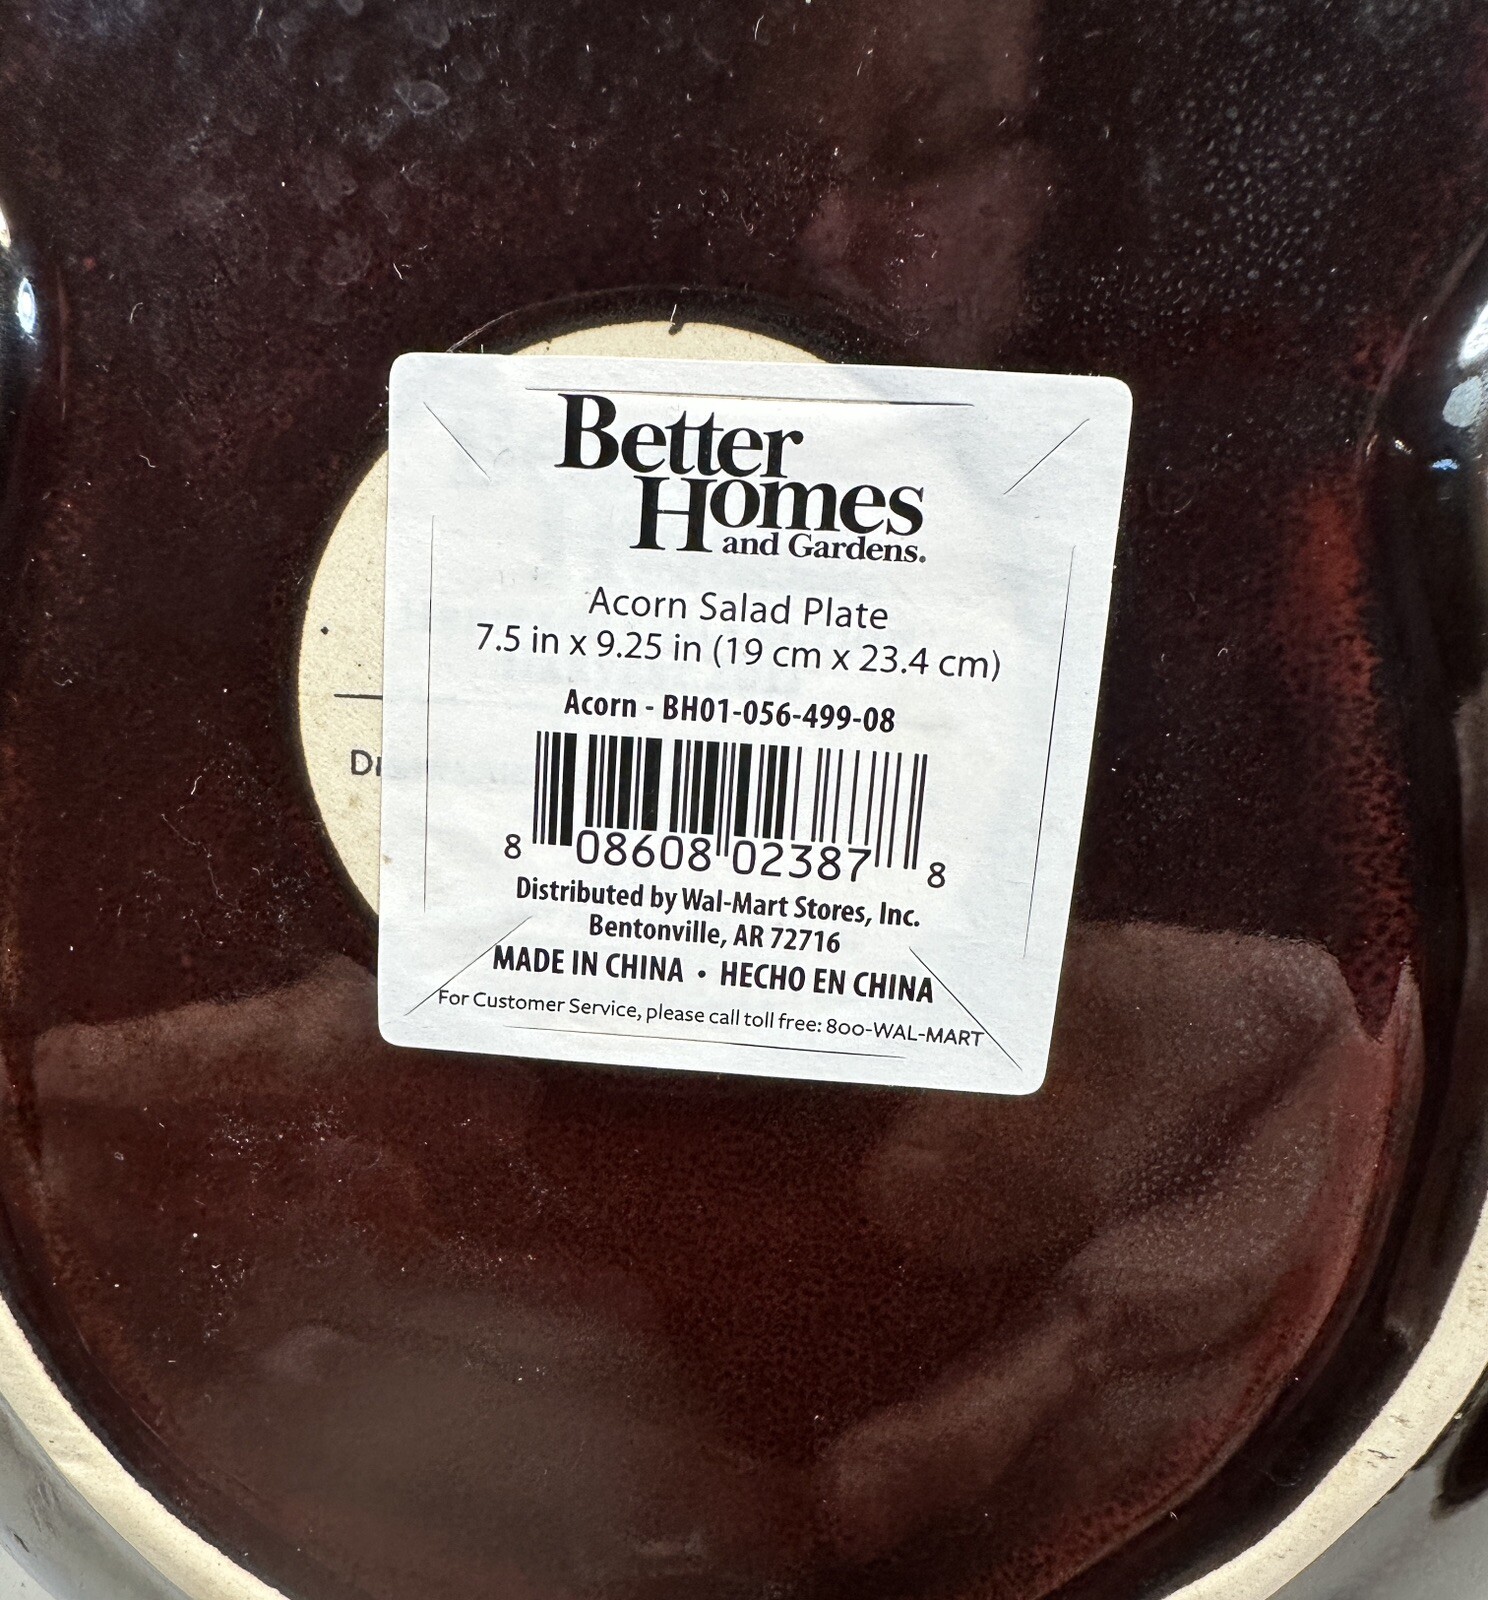 Better
Homes
and Gardens.
Acorn Salad Plate
7.5 in x 9.25 in (19 cm x 23.4 cm)
Acorn - BH01-056-499-08
8 08608 02387 8
Distributed by Wal-Mart Stores, Inc.
Bentonville, AR 72716
MADE IN CHINA • HECHO EN CHINA
For Customer Service, please call toll free: 800-WAL-MART